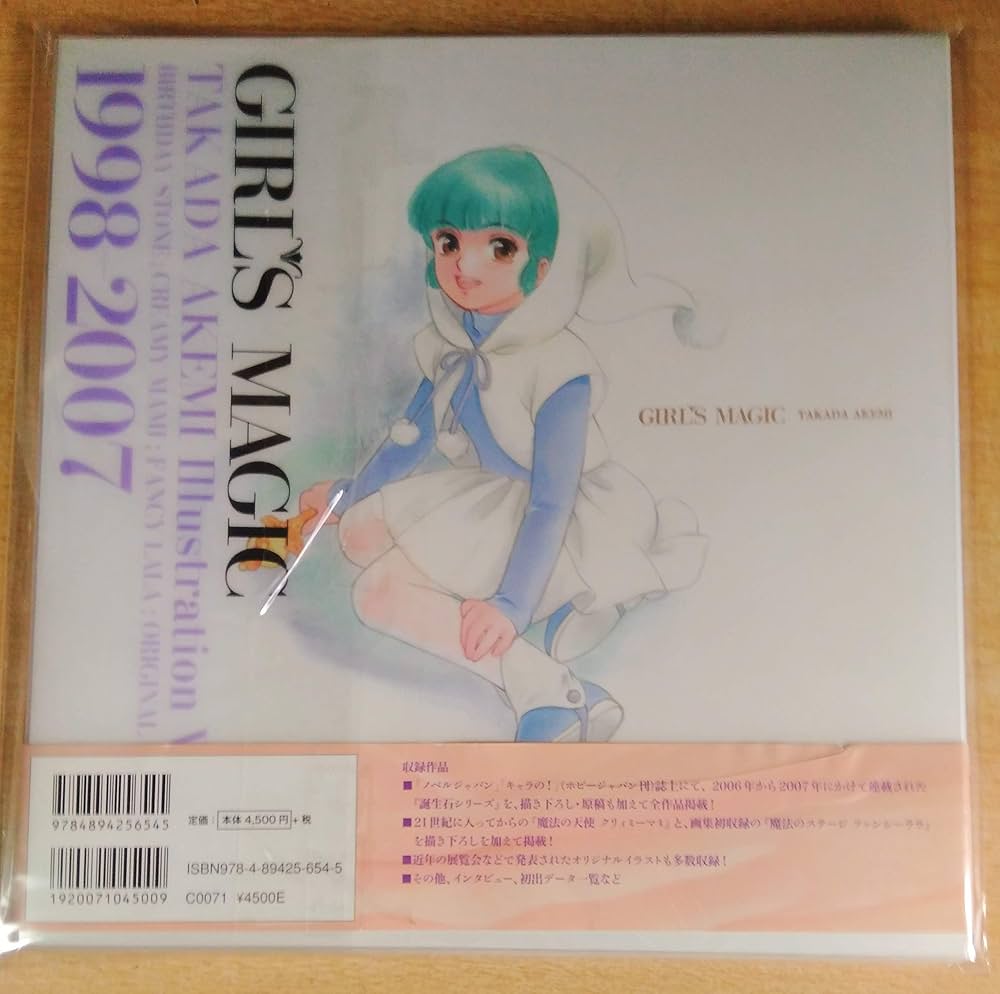 GIRL'S MAGIC
TAKADA AKEMI Illustration
BIRTHDAY STONE : CREAMY MAMI : FANCY LALA : ORIGINAL
1998-2007
GIRL'S MAGIC TAKADA AKEMI
9784894256545
定価: 本体 4,500円 +税
ISBN978-4-89425-654-5
1920071045009
C0071 ¥4500E
収録作品
■『ノベルジャパン』『キャラの!』(ホビージャパン刊)誌上にて、2006年から2007年にかけて連載された
『誕生石シリーズ』を、描き下ろし・原稿も加えて全作品掲載!
■21世紀に入ってからの『魔法の天使 クリィミーマミ』と、画集初収録の『魔法のステージ ファンシーララ』
を描き下ろしを加えて掲載!
■近年の展覧会などで発表されたオリジナルイラストも多数収録!
■その他、インタビュー、初出データ一覧など